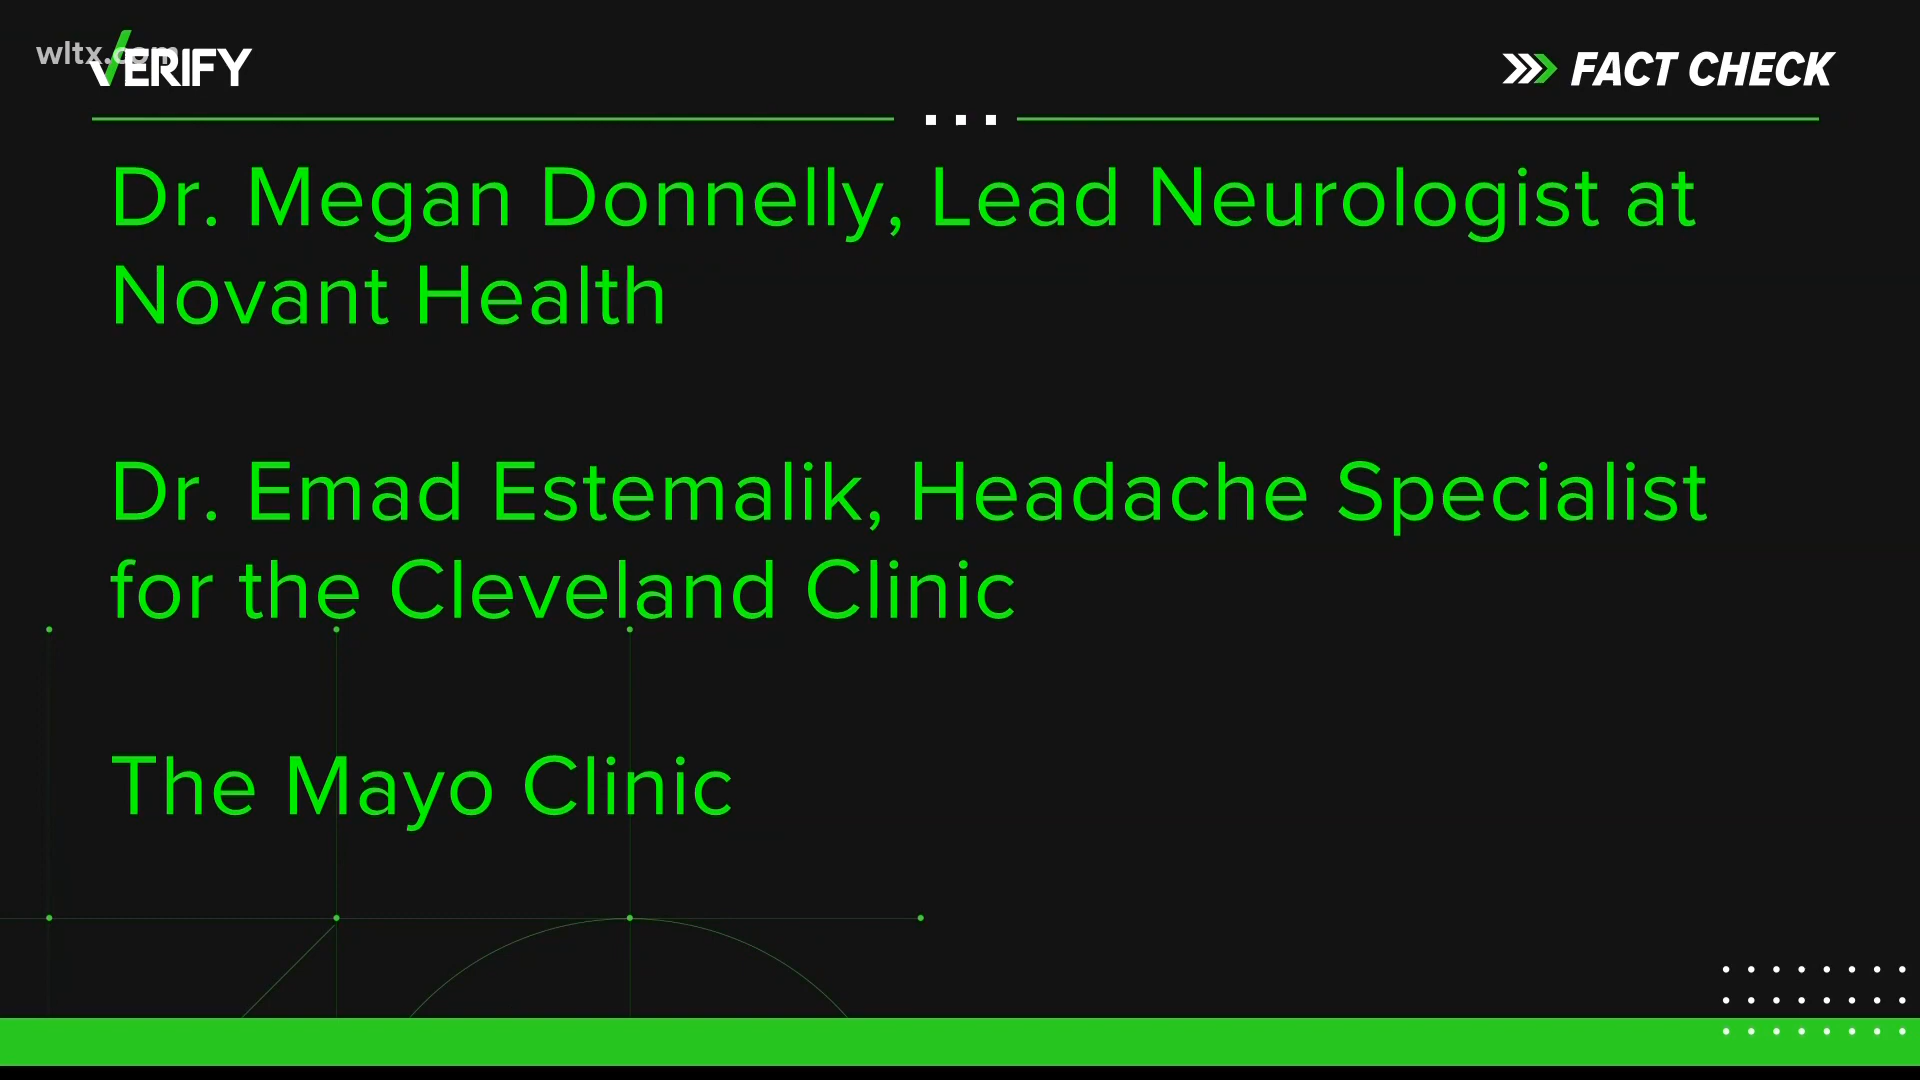 wltx.com
VERIFY
FACT CHECK
Dr. Megan Donnelly, Lead Neurologist at
Novant Health
Dr. Emad Estemalik, Headache Specialist
for the Cleveland Clinic
The Mayo Clinic